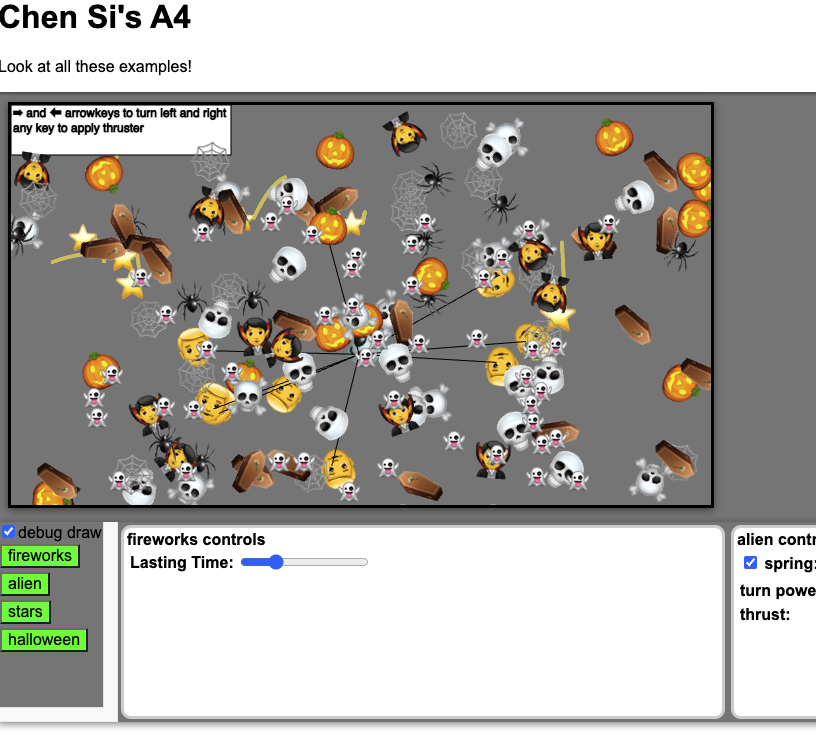 Chen Si's A4
Look at all these examples!
➡ and ⬅ arrowkeys to turn left and right
any key to apply thruster
debug draw
fireworks
alien
stars
halloween
fireworks controls
Lasting Time:
alien contr
spring:
turn powe
thrust: